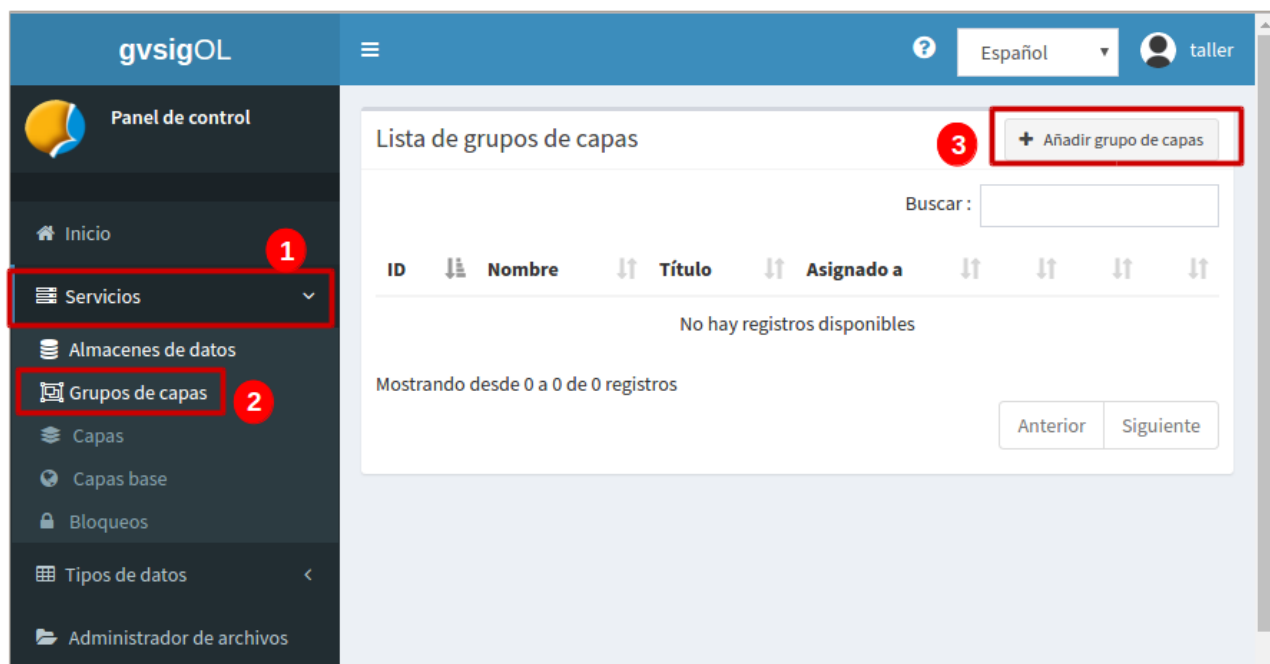 gvsigOL
Español
taller
Panel de control
Lista de grupos de capas
3
+ Añadir grupo de capas
Buscar :
Inicio
1
ID Nombre Título Asignado a
Servicios
No hay registros disponibles
Almacenes de datos
Mostrando desde 0 a 0 de 0 registros
Grupos de capas
2
Anterior Siguiente
Capas
Capas base
Bloqueos
Tipos de datos
Administrador de archivos